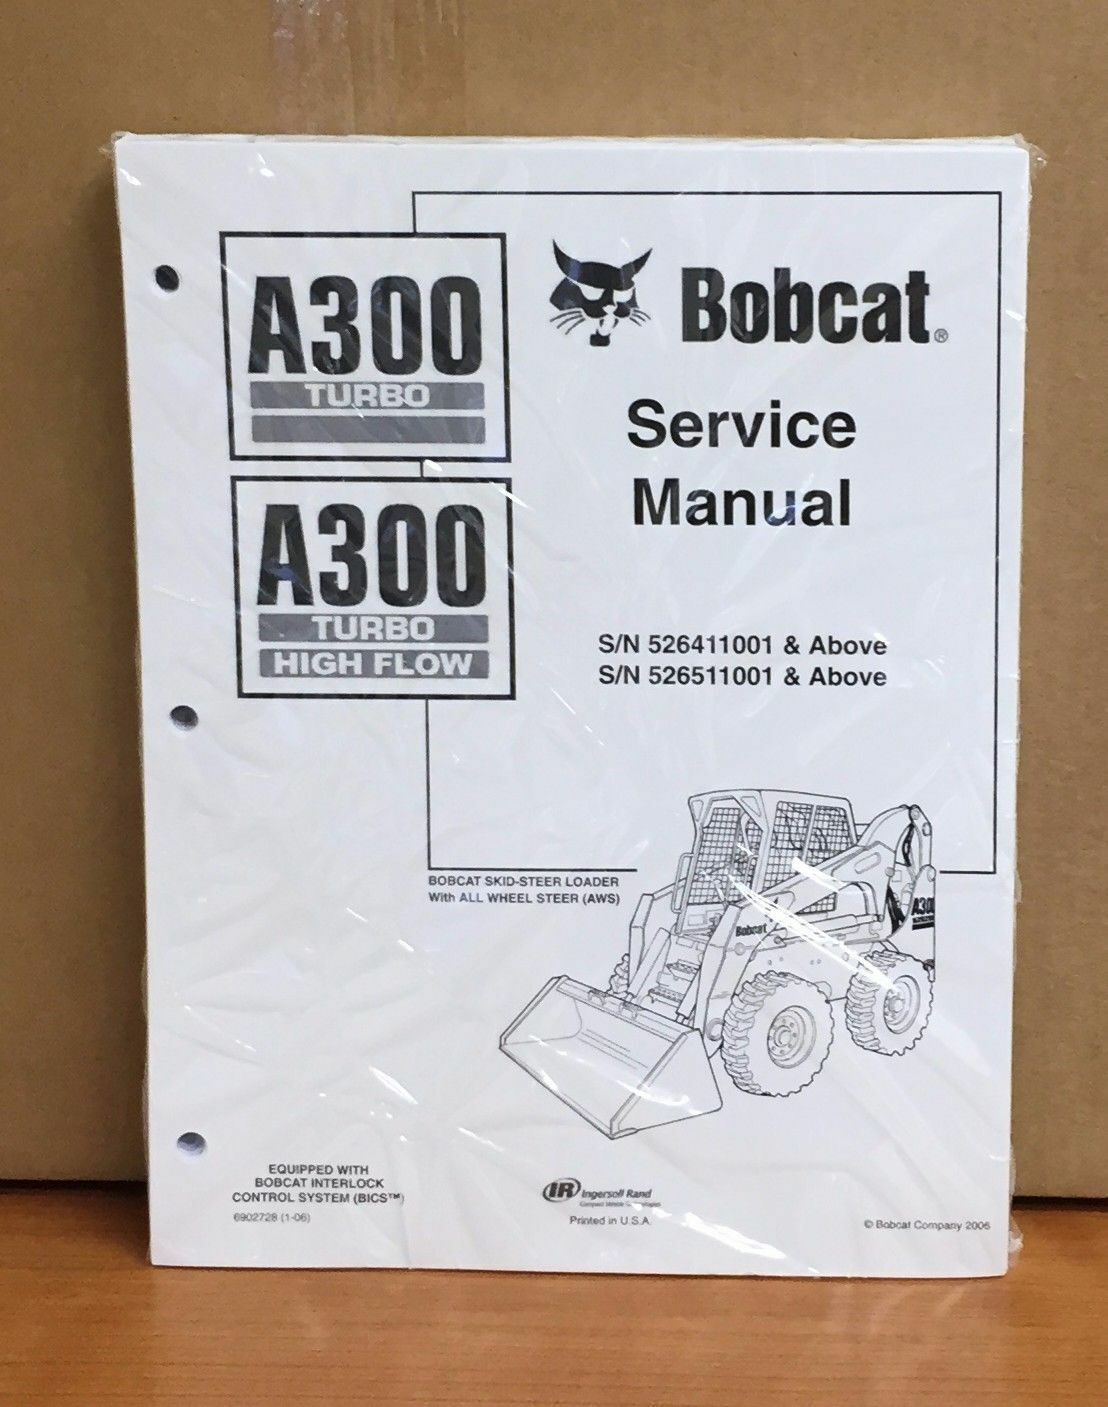 A300
TURBO
A300
TURBO
HIGH FLOW
Bobcat®
Service
Manual
S/N 526411001 & Above
S/N 526511001 & Above
BOBCAT SKID-STEER LOADER
With ALL WHEEL STEER (AWS)
Bobcat
A300
EQUIPPED WITH
BOBCAT INTERLOCK
CONTROL SYSTEM (BICS™)
6902728 (1-06)
IR Ingersoll Rand
Printed in U.S.A.
© Bobcat Company 2006